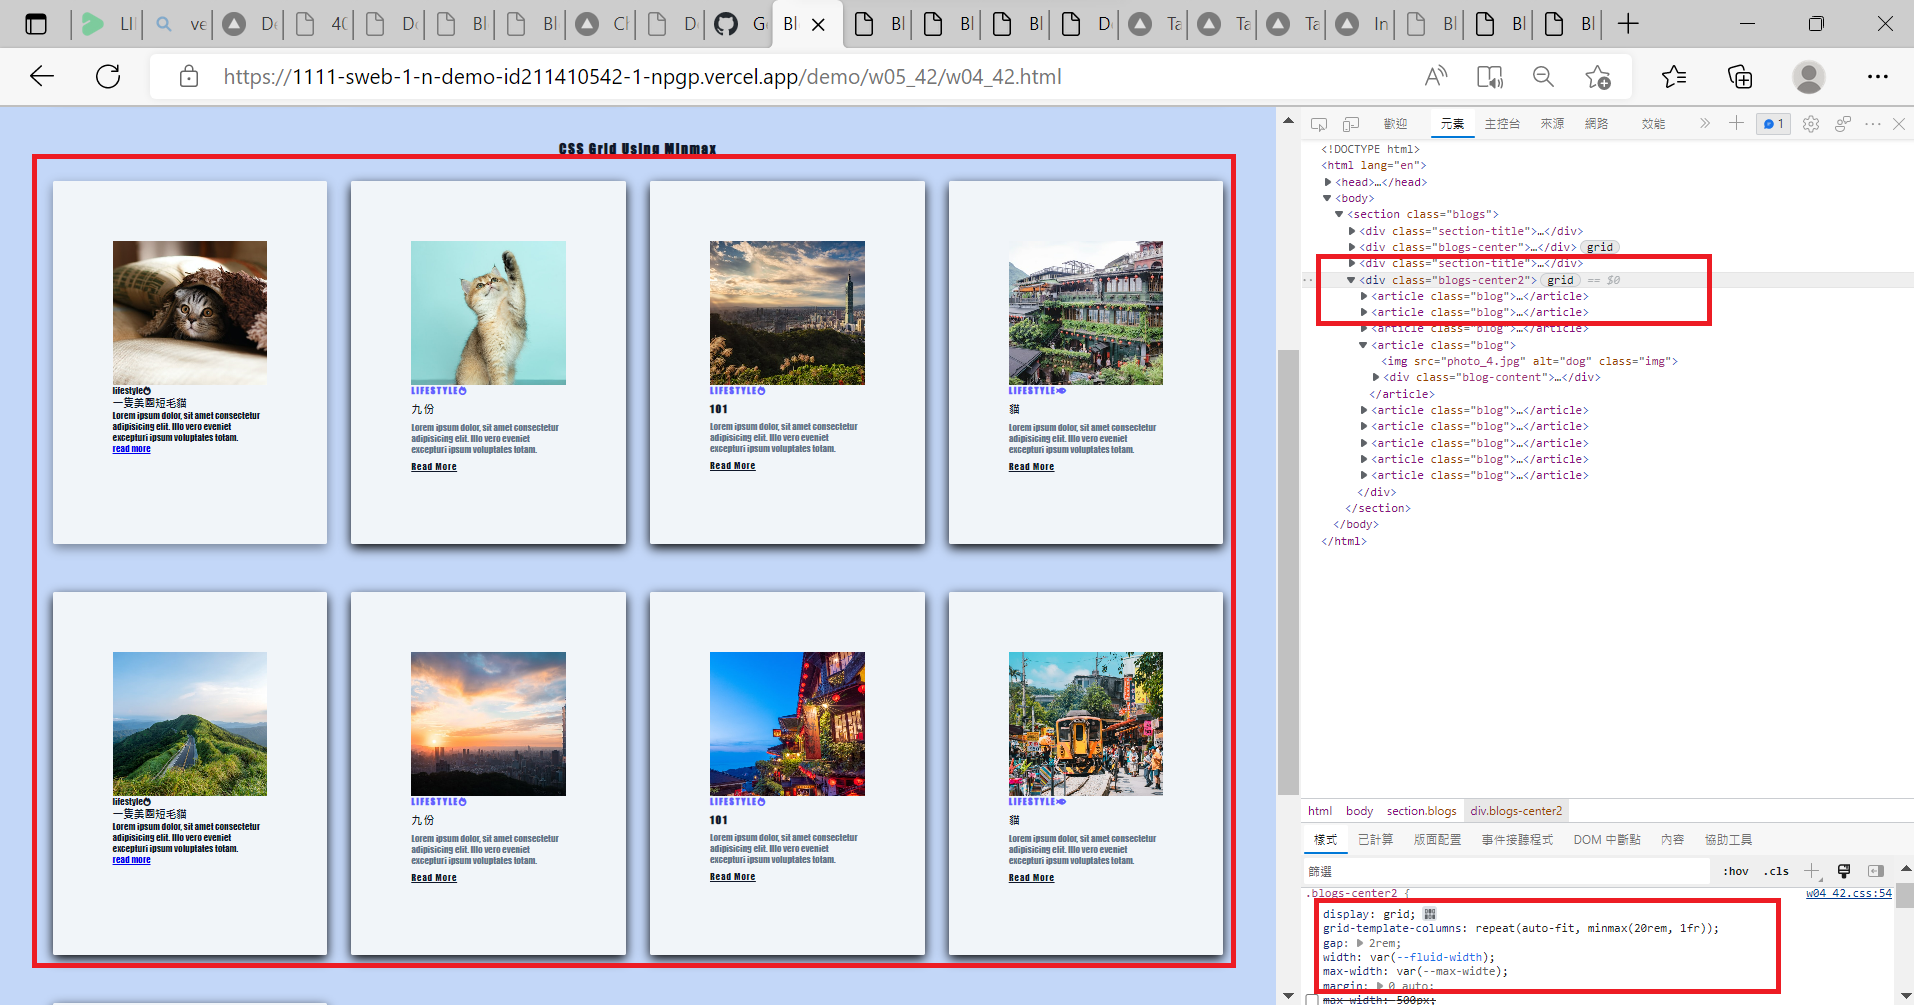 LI
ve
De
40
Do
Bl
Bl
Ch
D
Ge
Bl
Bl
Bl
Bl
D
Ta
Ta
Ta
In
Bl
Bl
Bl
https://1111-sweb-1-n-demo-id211410542-1-npgp.vercel.app/demo/w05_42/w04_42.html
CSS Grid Using Minmax
lifestyle
一隻美國短毛貓
Lorem ipsum dolor, sit amet consectetur
adipisicing elit. Illo vero eveniet
excepturi ipsum voluptates totam.
read more
LIFESTYLE
九份
Lorem ipsum dolor, sit amet consectetur
adipisicing elit. Illo vero eveniet
excepturi ipsum voluptates totam.
Read More
LIFESTYLE
101
Lorem ipsum dolor, sit amet consectetur
adipisicing elit. Illo vero eveniet
excepturi ipsum voluptates totam.
Read More
LIFESTYLE
貓
Lorem ipsum dolor, sit amet consectetur
adipisicing elit. Illo vero eveniet
excepturi ipsum voluptates totam.
Read More
lifestyle
一隻美國短毛貓
Lorem ipsum dolor, sit amet consectetur
adipisicing elit. Illo vero eveniet
excepturi ipsum voluptates totam.
read more
LIFESTYLE
九份
Lorem ipsum dolor, sit amet consectetur
adipisicing elit. Illo vero eveniet
excepturi ipsum voluptates totam.
Read More
LIFESTYLE
101
Lorem ipsum dolor, sit amet consectetur
adipisicing elit. Illo vero eveniet
excepturi ipsum voluptates totam.
Read More
LIFESTYLE
貓
Lorem ipsum dolor, sit amet consectetur
adipisicing elit. Illo vero eveniet
excepturi ipsum voluptates totam.
Read More
歡迎 元素 主控台 來源 網路 效能 1
<!DOCTYPE html>
<html lang="en">
<head>…</head>
<body>
<section class="blogs">
<div class="section-title">…</div>
<div class="blogs-center">…</div> grid
<div class="section-title">…</div>
<div class="blogs-center2"> grid == $0
<article class="blog">…</article>
<article class="blog">…</article>
<article class="blog">…</article>
<article class="blog">
<img src="photo_4.jpg" alt="dog" class="img">
<div class="blog-content">…</div>
</article>
<article class="blog">…</article>
<article class="blog">…</article>
<article class="blog">…</article>
<article class="blog">…</article>
<article class="blog">…</article>
</div>
</section>
</body>
</html>
html body section.blogs div.blogs-center2
樣式 已計算 版面配置 事件接聽程式 DOM 中斷點 內容 協助工具
篩選 :hov .cls
.blogs-center2 { w04_42.css:54
display: grid;
grid-template-columns: repeat(auto-fit, minmax(20rem, 1fr));
gap: 2rem;
width: var(--fluid-width);
max-width: var(--max-widte);
margin: 0 auto;
max-width: 500px;